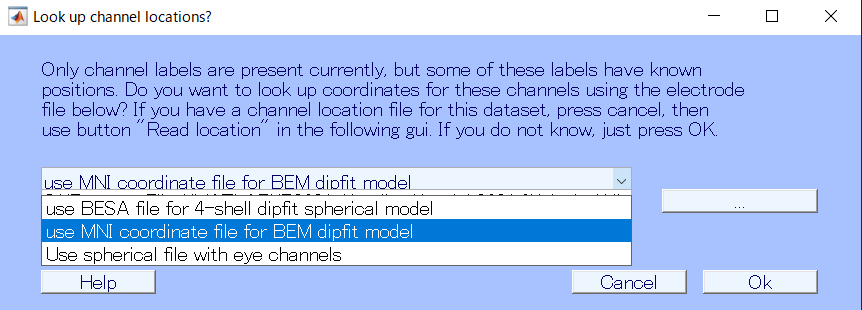 Look up channel locations?
Only channel labels are present currently, but some of these labels have known
positions. Do you want to look up coordinates for these channels using the electrode
file below? If you have a channel location file for this dataset, press cancel, then
use button "Read location" in the following gui. If you do not know, just press OK.
use MNI coordinate file for BEM dipfit model
...
use BESA file for 4-shell dipfit spherical model
use MNI coordinate file for BEM dipfit model
Use spherical file with eye channels
Help
Cancel
Ok